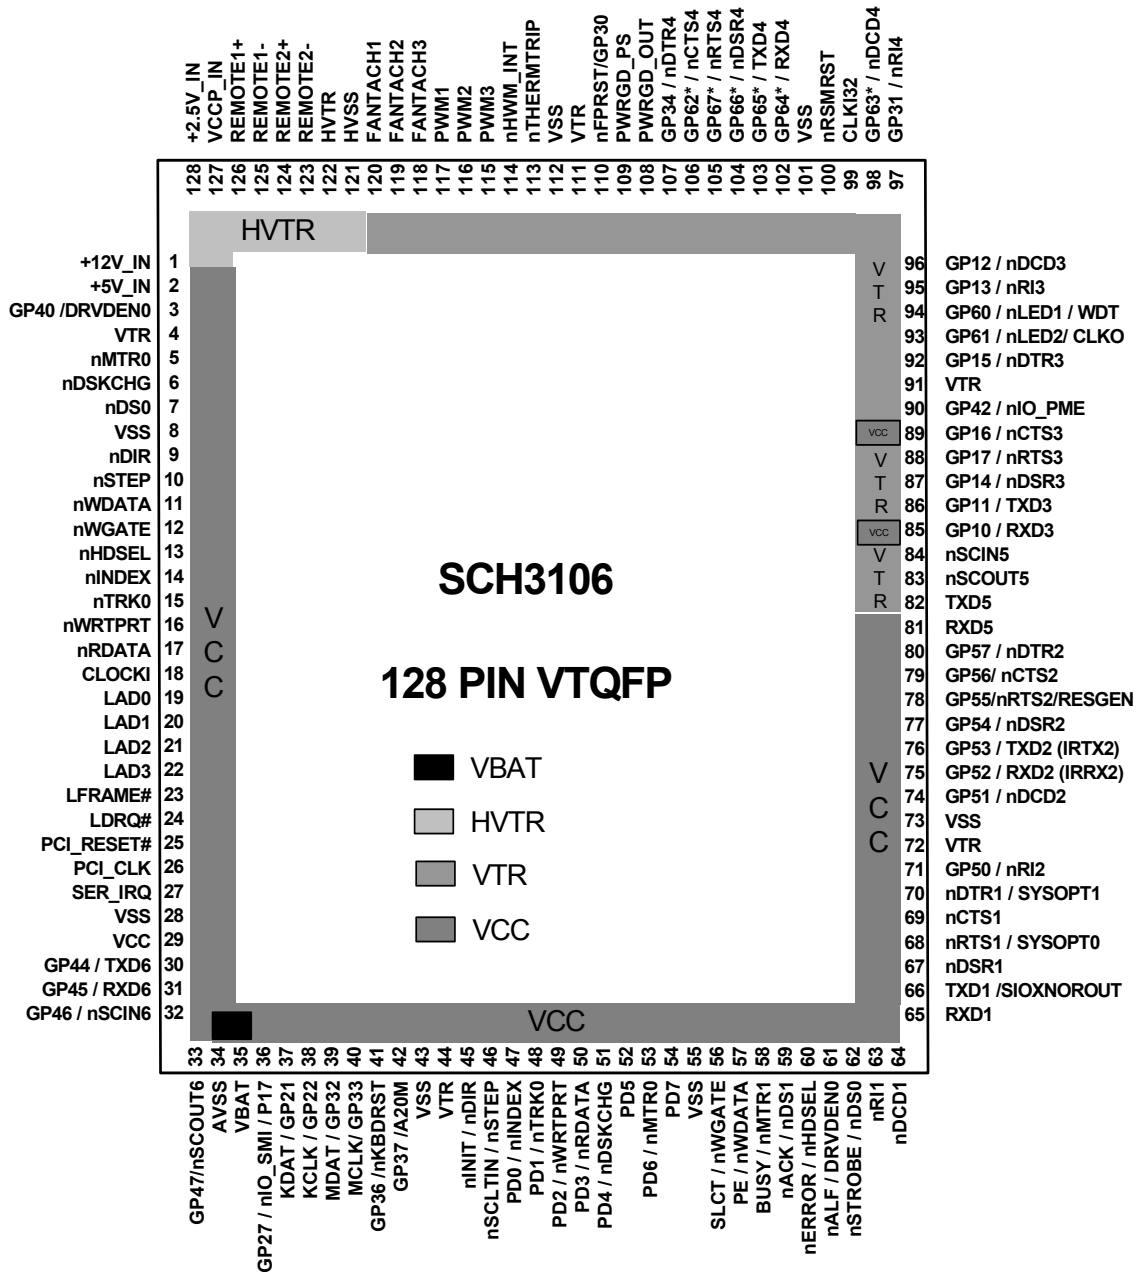 +2.5V_IN
VCCP_IN
REMOTE1+
REMOTE1-
REMOTE2+
REMOTE2-
HVTR
HVSS
FANTACH1
FANTACH2
FANTACH3
PWM1
PWM2
PWM3
nHWM_INT
nTHERMTRIP
VSS
VTR
nFPRST/GP30
PWRGD_PS
PWRGD_OUT
GP34 / nDTR4
GP62* / nCTS4
GP67* / nRTS4
GP66* / nDSR4
GP65* / TXD4
GP64* / RXD4
VSS
nRSMRST
CLKI32
GP63* / nDCD4
GP31 / nRI4
128
127
126
125
124
123
122
121
120
119
118
117
116
115
114
113
112
111
110
109
108
107
106
105
104
103
102
101
100
99
98
97
HVTR
+12V_IN 1
+5V_IN 2
GP40 /DRVDEN0 3
VTR 4
nMTR0 5
nDSKCHG 6
nDS0 7
VSS 8
nDIR 9
nSTEP 10
nWDATA 11
nWGATE 12
nHDSEL 13
nINDEX 14
nTRK0 15
nWRTPRT 16
nRDATA 17
CLOCKI 18
LAD0 19
LAD1 20
LAD2 21
LAD3 22
LFRAME# 23
LDRQ# 24
PCI_RESET# 25
PCI_CLK 26
SER_IRQ 27
VSS 28
VCC 29
GP44 / TXD6 30
GP45 / RXD6 31
GP46 / nSCIN6 32
VCC
SCH3106
128 PIN VTQFP
VBAT
HVTR
VTR
VCC
VTR
VCC
VTR
VCC
VTR
VCC
96 GP12 / nDCD3
95 GP13 / nRI3
94 GP60 / nLED1 / WDT
93 GP61 / nLED2/ CLKO
92 GP15 / nDTR3
91 VTR
90 GP42 / nIO_PME
89 GP16 / nCTS3
88 GP17 / nRTS3
87 GP14 / nDSR3
86 GP11 / TXD3
85 GP10 / RXD3
84 nSCIN5
83 nSCOUT5
82 TXD5
81 RXD5
80 GP57 / nDTR2
79 GP56/ nCTS2
78 GP55/nRTS2/RESGEN
77 GP54 / nDSR2
76 GP53 / TXD2 (IRTX2)
75 GP52 / RXD2 (IRRX2)
74 GP51 / nDCD2
73 VSS
72 VTR
71 GP50 / nRI2
70 nDTR1 / SYSOPT1
69 nCTS1
68 nRTS1 / SYSOPT0
67 nDSR1
66 TXD1 /SIOXNOROUT
65 RXD1
VCC
33
34
35
36
37
38
39
40
41
42
43
44
45
46
47
48
49
50
51
52
53
54
55
56
57
58
59
60
61
62
63
64
GP47/nSCOUT6
AVSS
VBAT
GP27 / nIO_SMI / P17
KDAT / GP21
KCLK / GP22
MDAT / GP32
MCLK/ GP33
GP36 /nKBDRST
GP37 /A20M
VSS
VTR
nINIT / nDIR
nSCLTIN / nSTEP
PD0 / nINDEX
PD1 / nTRK0
PD2 / nWRTPRT
PD3 / nRDATA
PD4 / nDSKCHG
PD5
PD6 / nMTR0
PD7
VSS
SLCT / nWGATE
PE / nWDATA
BUSY / nMTR1
nACK / nDS1
nERROR / nHDSEL
nALF / DRVDEN0
nSTROBE / nDS0
nRI1
nDCD1